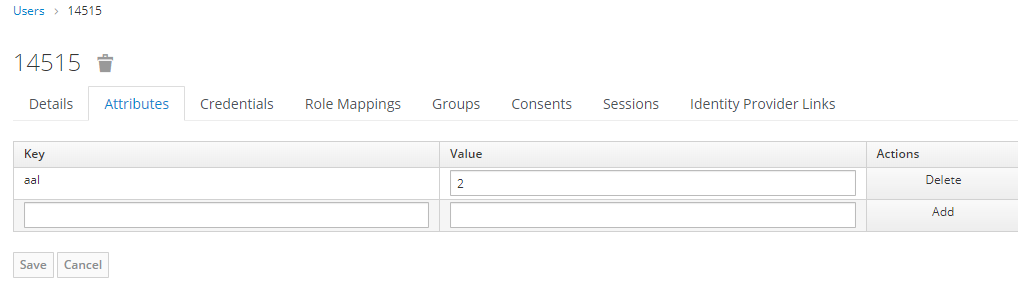 Users > 14515
14515
Details Attributes Credentials Role Mappings Groups Consents Sessions Identity Provider Links
Key Value Actions
aal 2 Delete
Add
Save Cancel